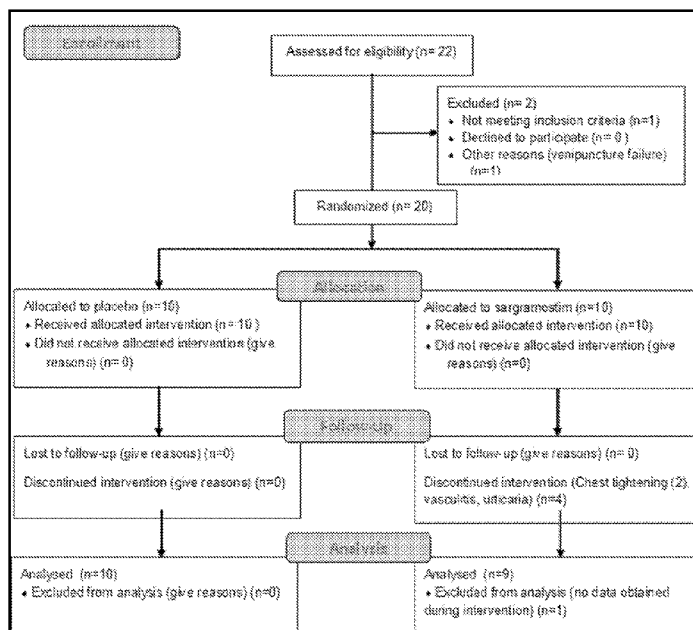 Enrollment
Assessed for eligibility (n= 22)
Excluded (n= 2)
• Not meeting inclusion criteria (n=1)
• Declined to participate (n= 0 )
• Other reasons (venipuncture failure)
(n=1)
Randomized (n= 20)
Allocation
Allocated to placebo (n=10)
• Received allocated intervention (n= 10 )
• Did not receive allocated intervention (give
reasons) (n= 0)
Allocated to sargramostim (n=10)
• Received allocated intervention (n=10)
• Did not receive allocated intervention (give
reasons) (n=0)
Follow-Up
Lost to follow-up (give reasons) (n=0)
Discontinued intervention (give reasons) (n=0)
Lost to follow-up (give reasons) (n= 0)
Discontinued intervention (Chest tightening (2),
vasculitis, urticaria) (n=4)
Analysis
Analysed (n=10)
• Excluded from analysis (give reasons) (n=0)
Analysed (n=9)
• Excluded from analysis (no data obtained
during intervention) (n=1)